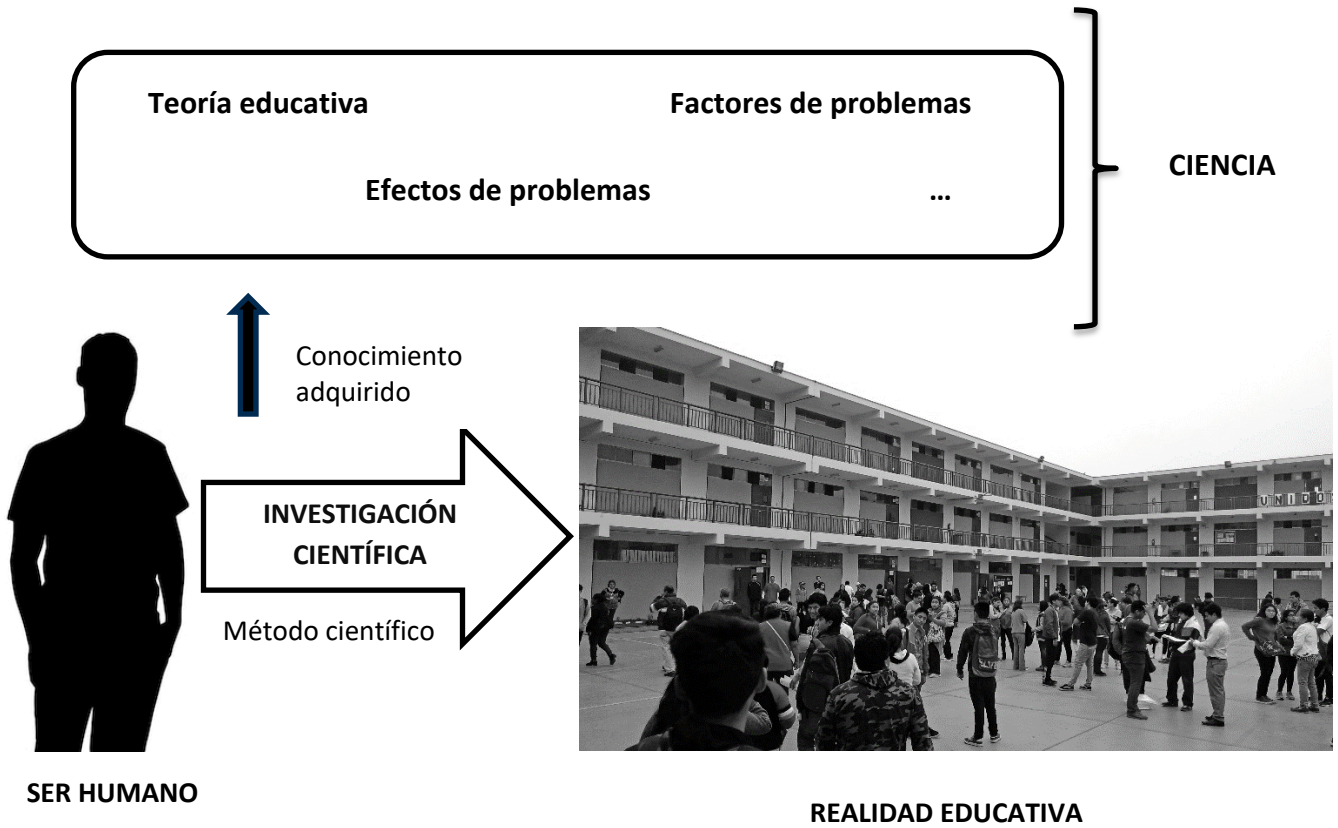 Teoría educativa
Factores de problemas
Efectos de problemas
...
CIENCIA
Conocimiento
adquirido
INVESTIGACIÓN
CIENTÍFICA
Método científico
UNIDO
SER HUMANO
REALIDAD EDUCATIVA